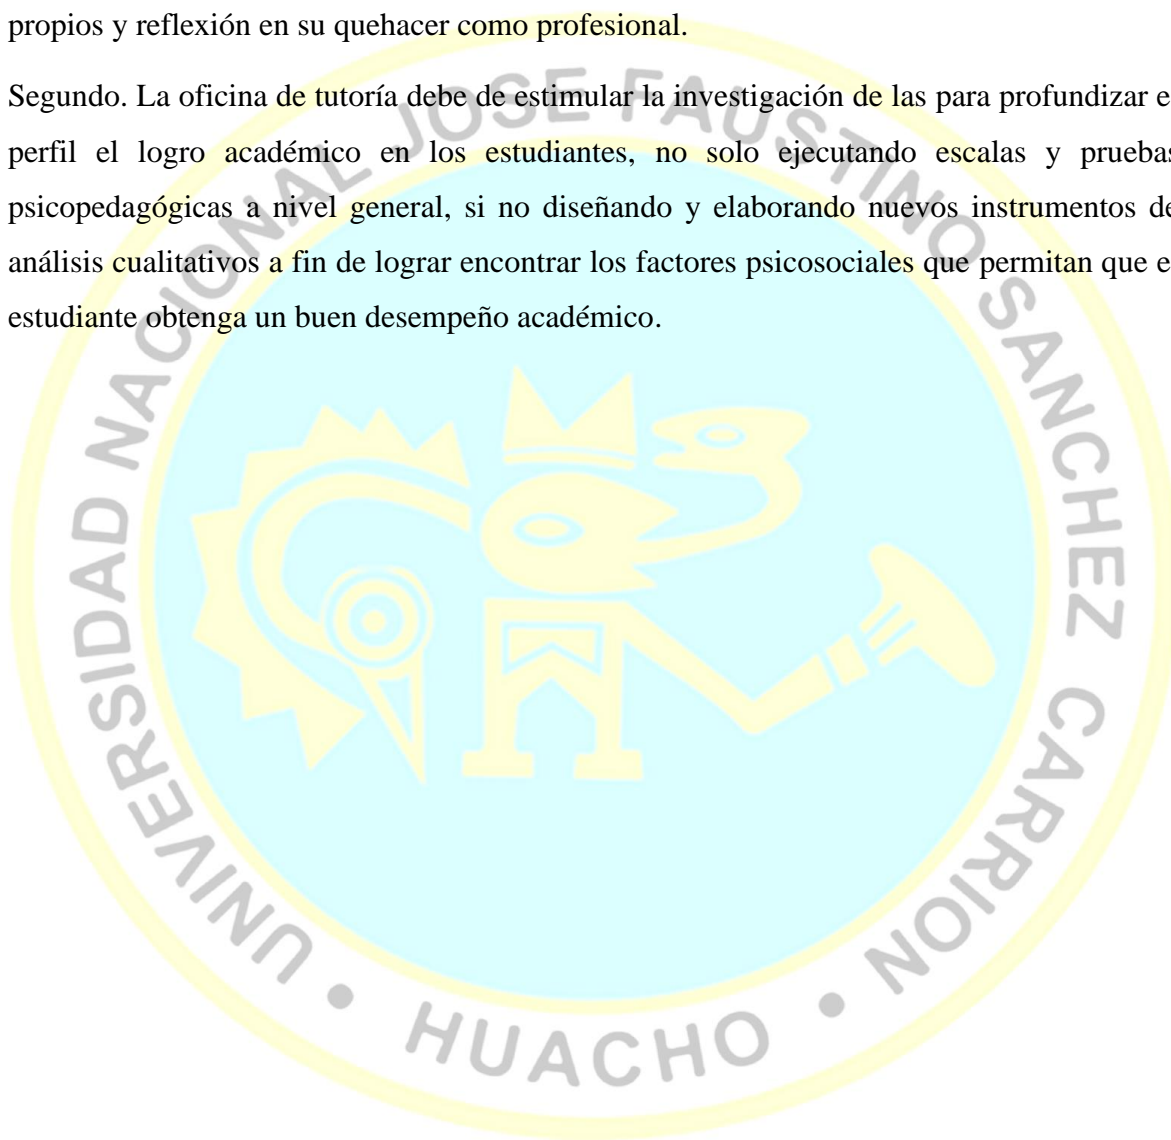 propios y reflexión en su quehacer como profesional.
Segundo. La oficina de tutoría debe de estimular la investigación de las para profundizar e
perfil el logro académico en los estudiantes, no solo ejecutando escalas y pruebas
psicopedagógicas a nivel general, si no diseñando y elaborando nuevos instrumentos de
análisis cualitativos a fin de lograr encontrar los factores psicosociales que permitan que e
estudiante obtenga un buen desempeño académico.
UNIVERSIDAD NACIONAL JOSE FAUSTINO SANCHEZ CARRION • HUACHO •